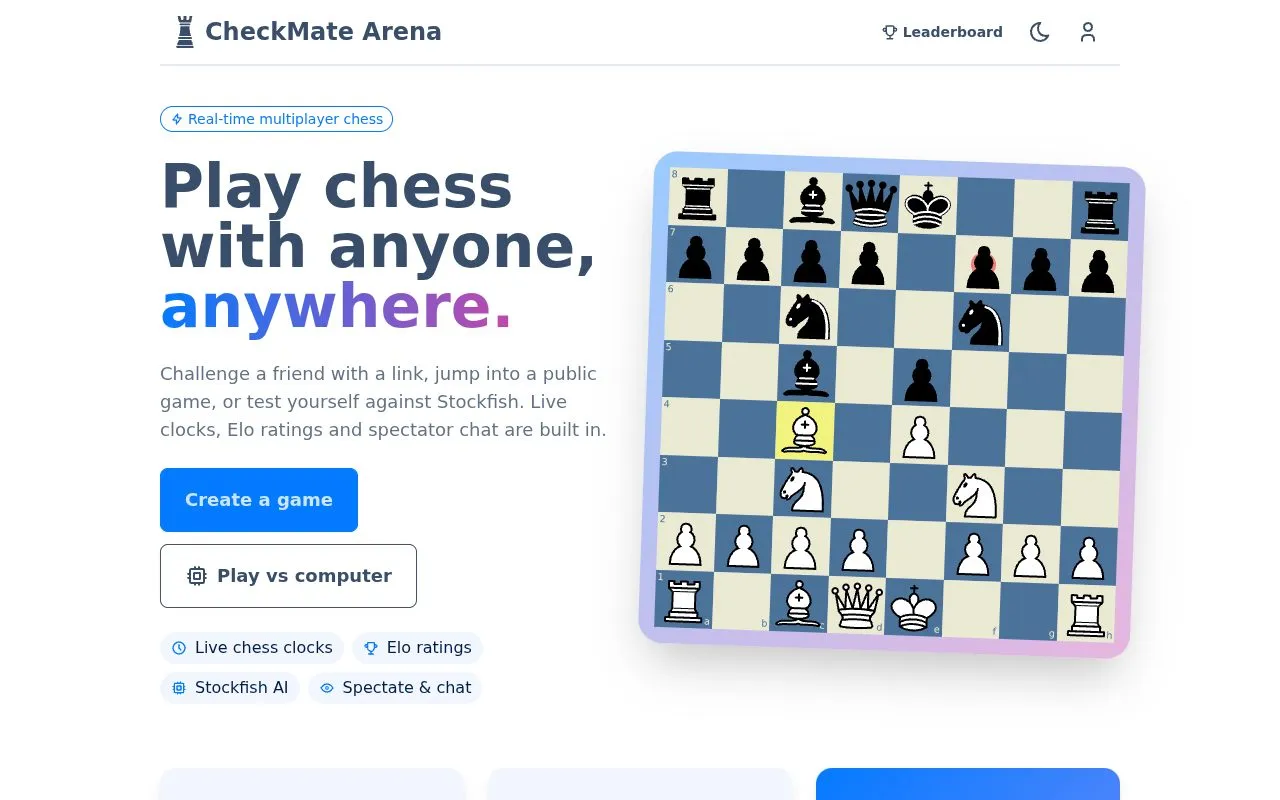 CheckMate Arena
Leaderboard
Real-time multiplayer chess
Play chess
with anyone,
anywhere.
Challenge a friend with a link, jump into a public
game, or test yourself against Stockfish. Live
clocks, Elo ratings and spectator chat are built in.
Create a game
Play vs computer
Live chess clocks
Elo ratings
Stockfish AI
Spectate & chat
8
7
6
5
4
3
2
1
a b c d e f g h